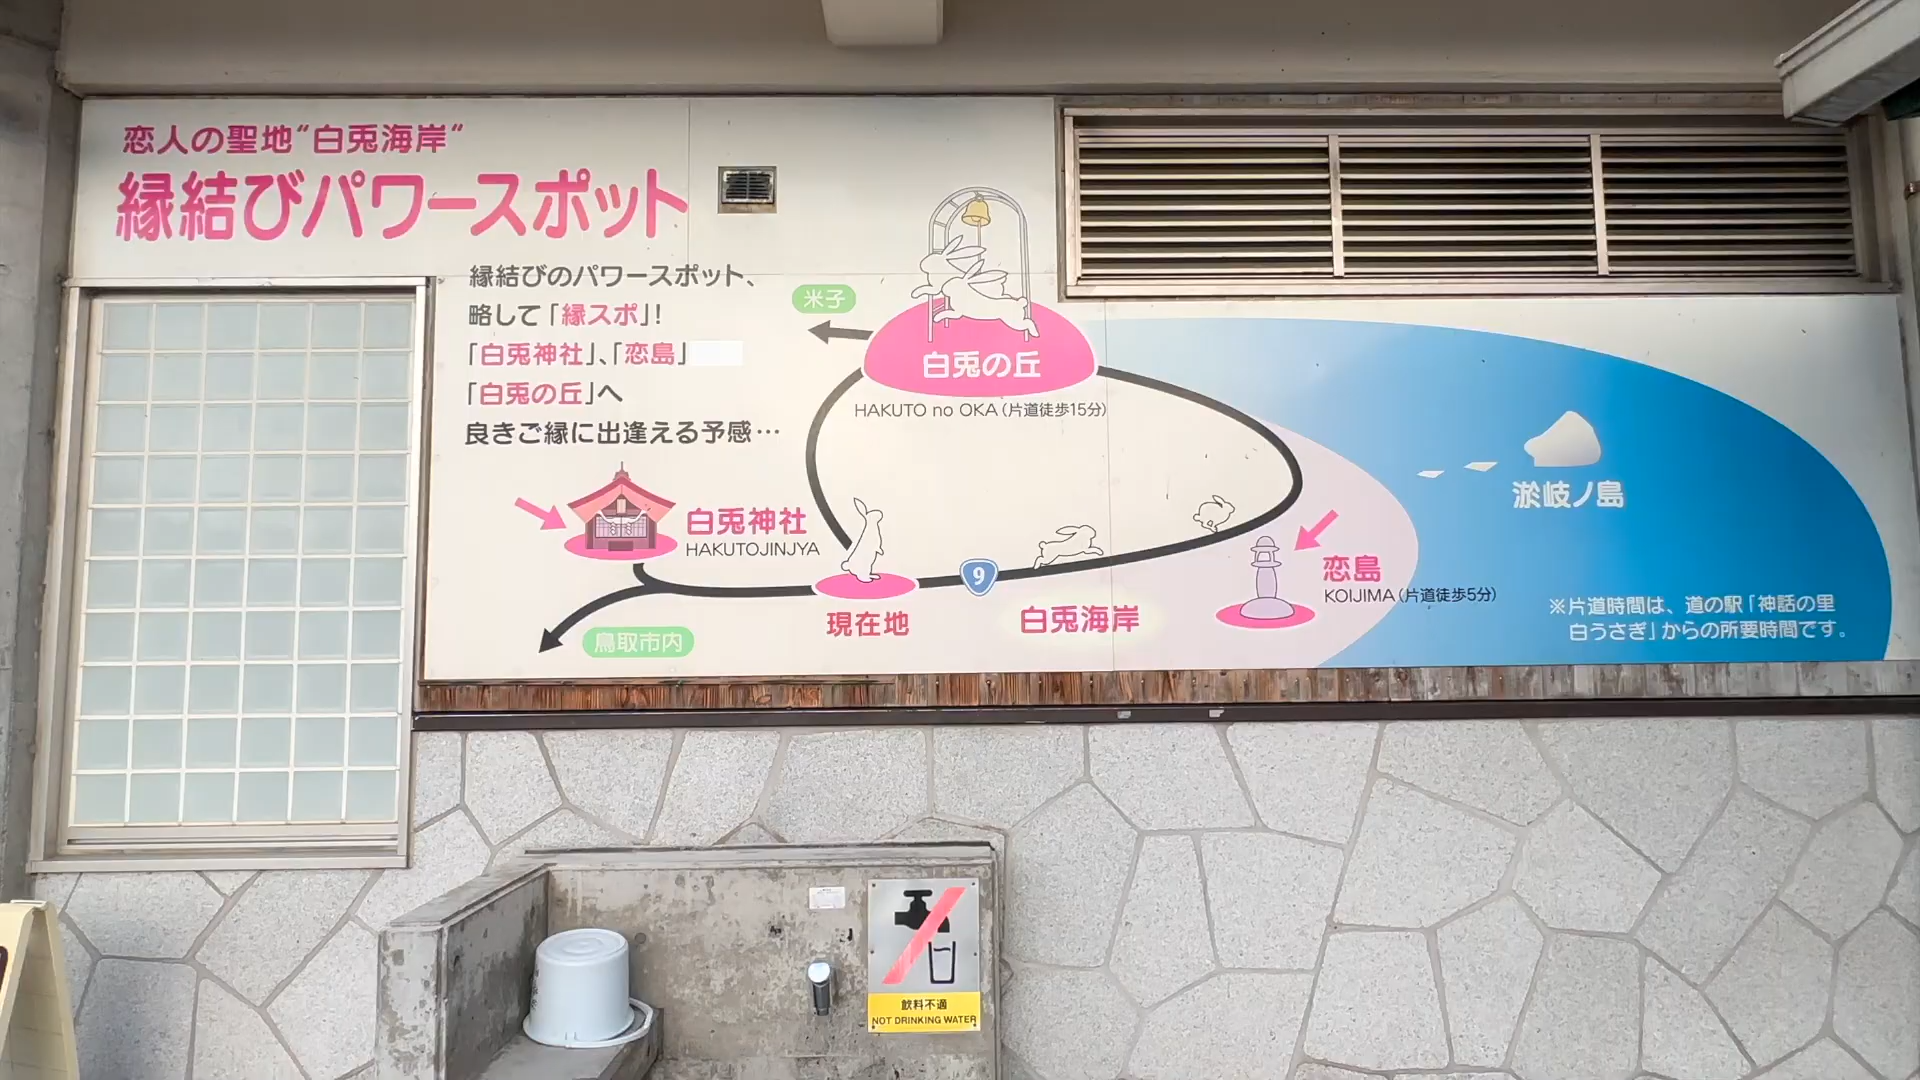 恋人の聖地“白兎海岸”
縁結びパワースポット
縁結びのパワースポット、
略して「縁スポ」!
「白兎神社」、「恋島」
「白兎の丘」へ
良きご縁に出逢える予感…
米子
白兎の丘
HAKUTO no OKA（片道徒歩15分）
淤岐ノ島
白兎神社
HAKUTOJINJYA
9
恋島
KOIJIMA（片道徒歩5分）
現在地
白兎海岸
鳥取市内
※片道時間は、道の駅「神話の里
白うさぎ」からの所要時間です。
飲料不適
NOT DRINKING WATER